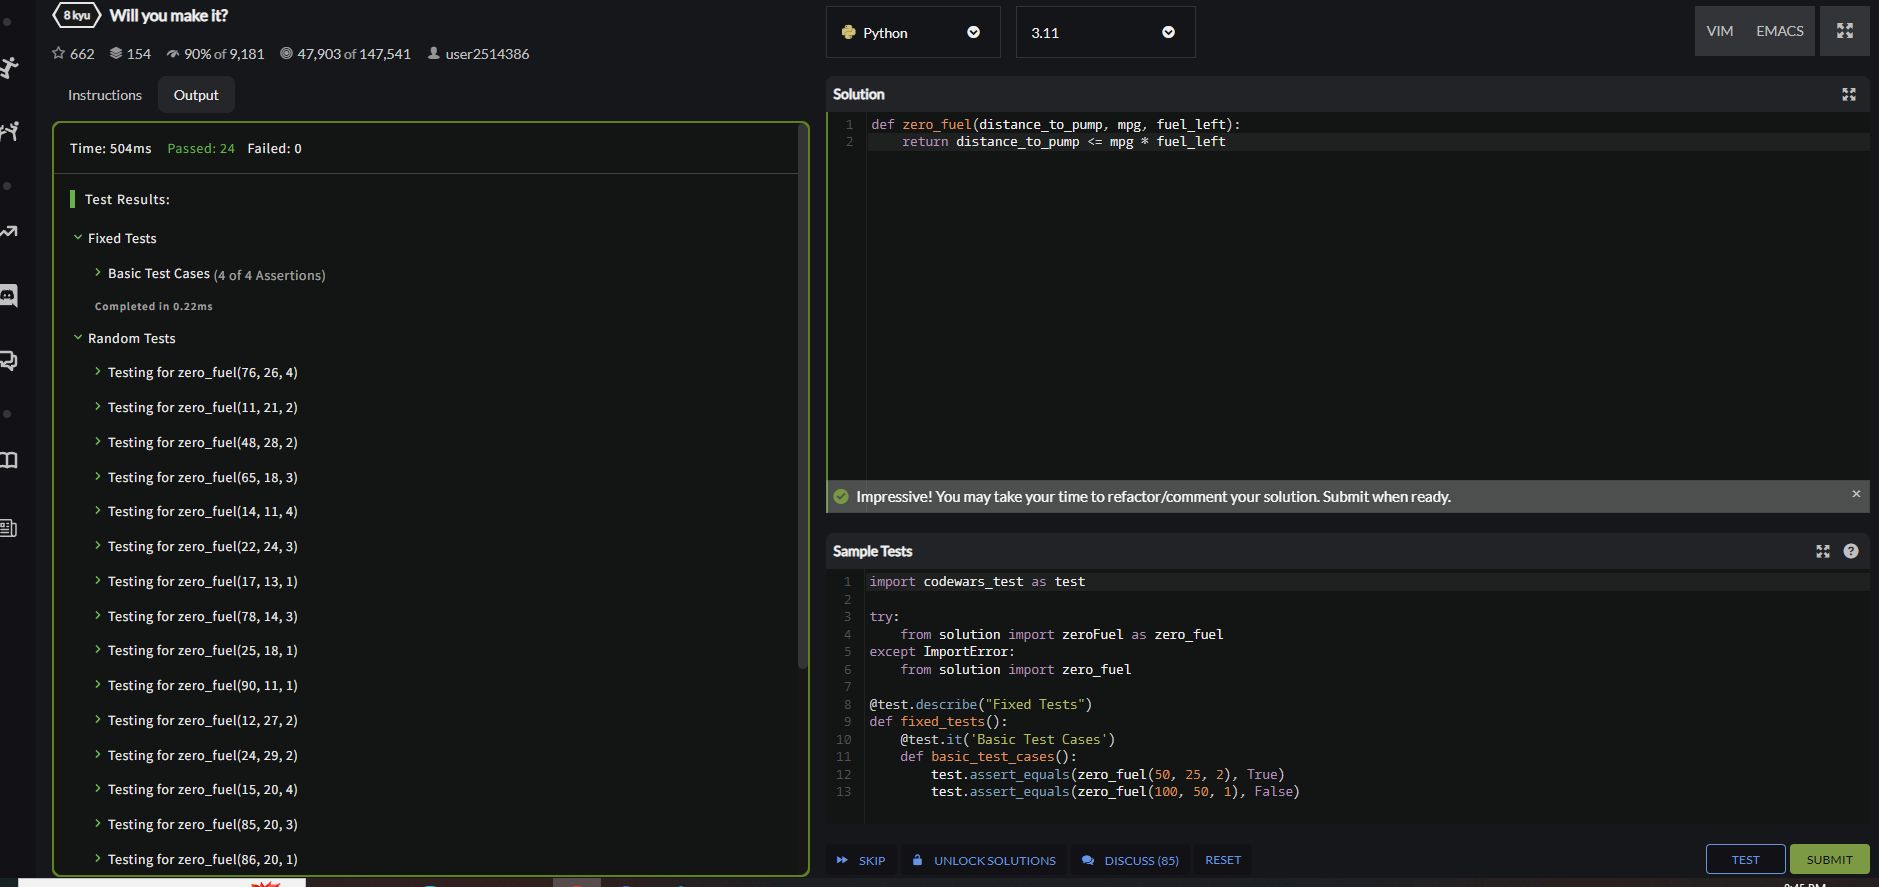 8 kyu Will you make it?
662 154 90% of 9,181 47,903 of 147,541 user2514386
Instructions Output
Time: 504ms Passed: 24 Failed: 0
Test Results:
Fixed Tests
Basic Test Cases (4 of 4 Assertions)
Completed in 0.22ms
Random Tests
Testing for zero_fuel(76, 26, 4)
Testing for zero_fuel(11, 21, 2)
Testing for zero_fuel(48, 28, 2)
Testing for zero_fuel(65, 18, 3)
Testing for zero_fuel(14, 11, 4)
Testing for zero_fuel(22, 24, 3)
Testing for zero_fuel(17, 13, 1)
Testing for zero_fuel(78, 14, 3)
Testing for zero_fuel(25, 18, 1)
Testing for zero_fuel(90, 11, 1)
Testing for zero_fuel(12, 27, 2)
Testing for zero_fuel(24, 29, 2)
Testing for zero_fuel(15, 20, 4)
Testing for zero_fuel(85, 20, 3)
Testing for zero_fuel(86, 20, 1)
Python 3.11 VIM EMACS
Solution
1 def zero_fuel(distance_to_pump, mpg, fuel_left):
2     return distance_to_pump <= mpg * fuel_left
Impressive! You may take your time to refactor/comment your solution. Submit when ready. ×
Sample Tests
1 import codewars_test as test
2
3 try:
4     from solution import zeroFuel as zero_fuel
5 except ImportError:
6     from solution import zero_fuel
7
8 @test.describe("Fixed Tests")
9 def fixed_tests():
10     @test.it('Basic Test Cases')
11     def basic_test_cases():
12         test.assert_equals(zero_fuel(50, 25, 2), True)
13         test.assert_equals(zero_fuel(100, 50, 1), False)
SKIP UNLOCK SOLUTIONS DISCUSS (85) RESET TEST SUBMIT